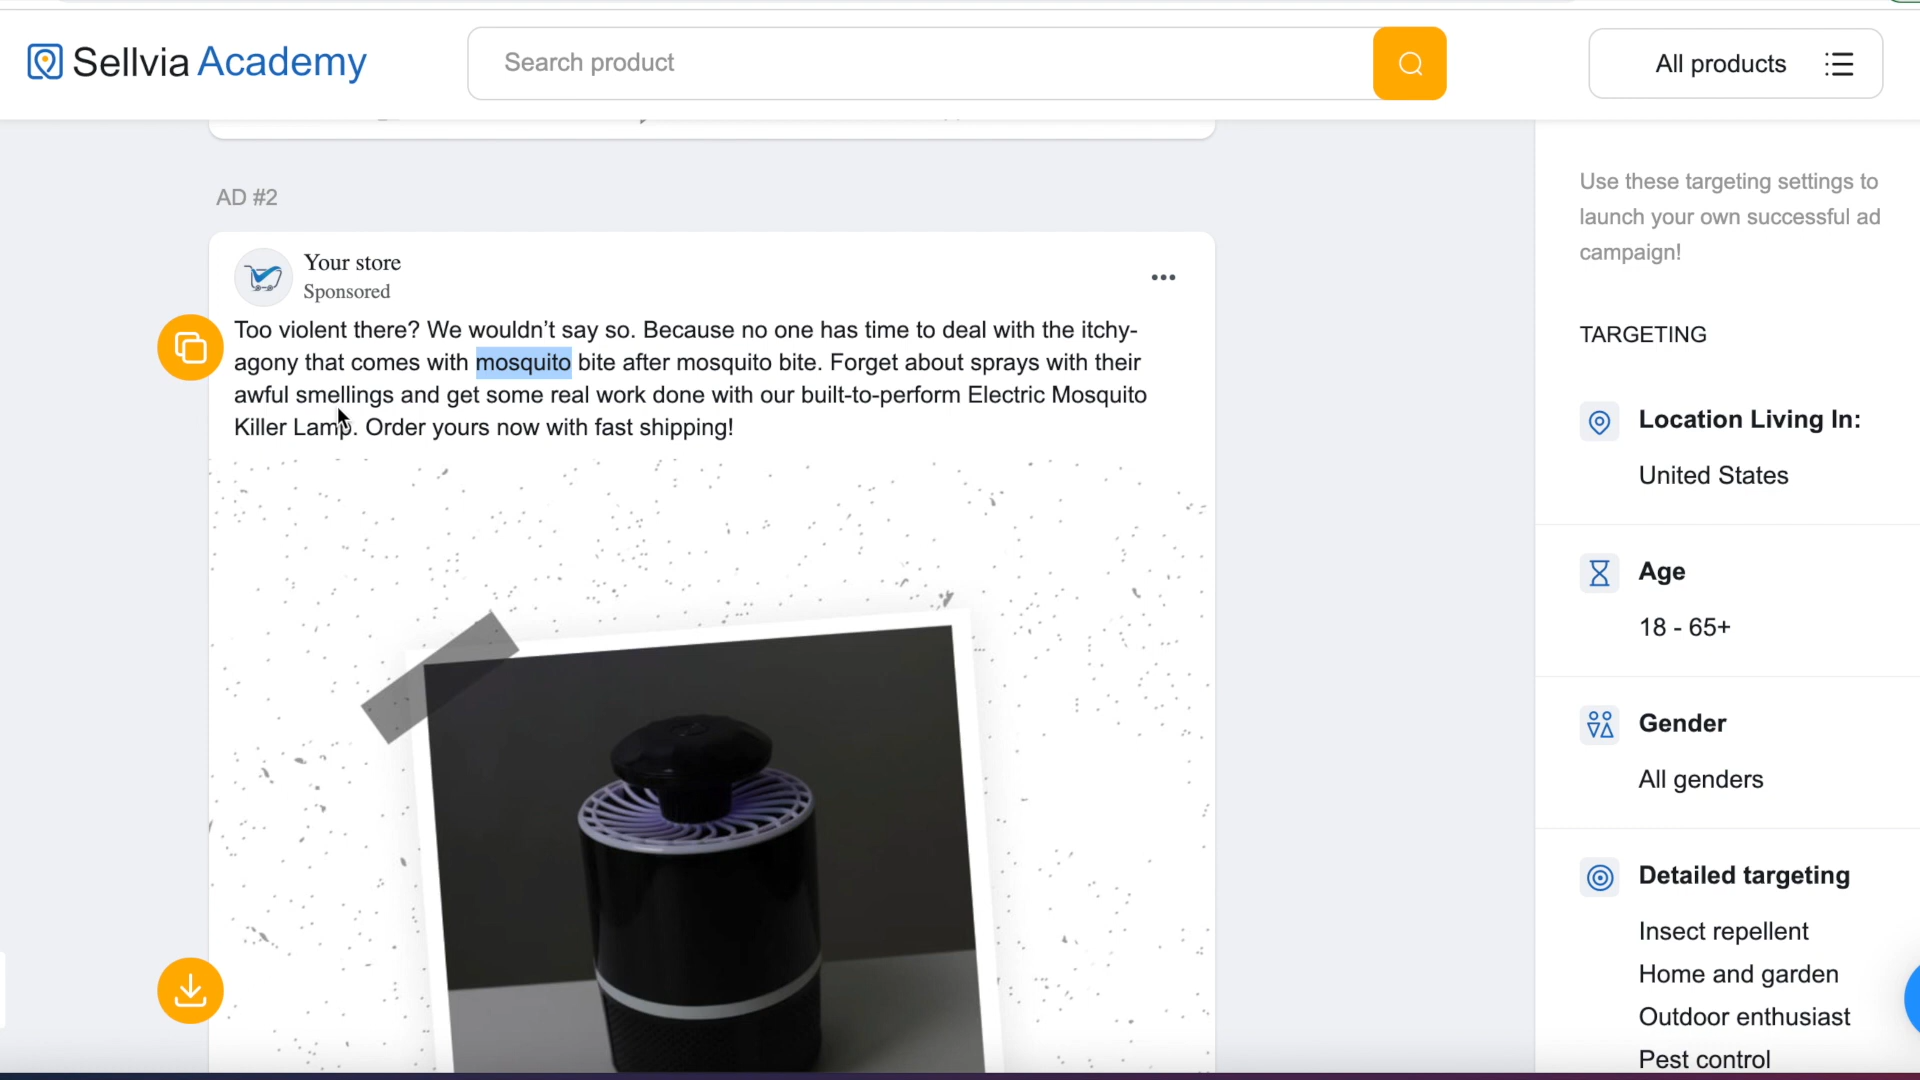 Sellvia Academy
Search product
All products
AD #2
Your store
Sponsored
Too violent there? We wouldn’t say so. Because no one has time to deal with the itchy-
agony that comes with mosquito bite after mosquito bite. Forget about sprays with their
awful smellings and get some real work done with our built-to-perform Electric Mosquito
Killer Lamp. Order yours now with fast shipping!
Use these targeting settings to
launch your own successful ad
campaign!
TARGETING
Location Living In:
United States
Age
18 - 65+
Gender
All genders
Detailed targeting
Insect repellent
Home and garden
Outdoor enthusiast
Pest control